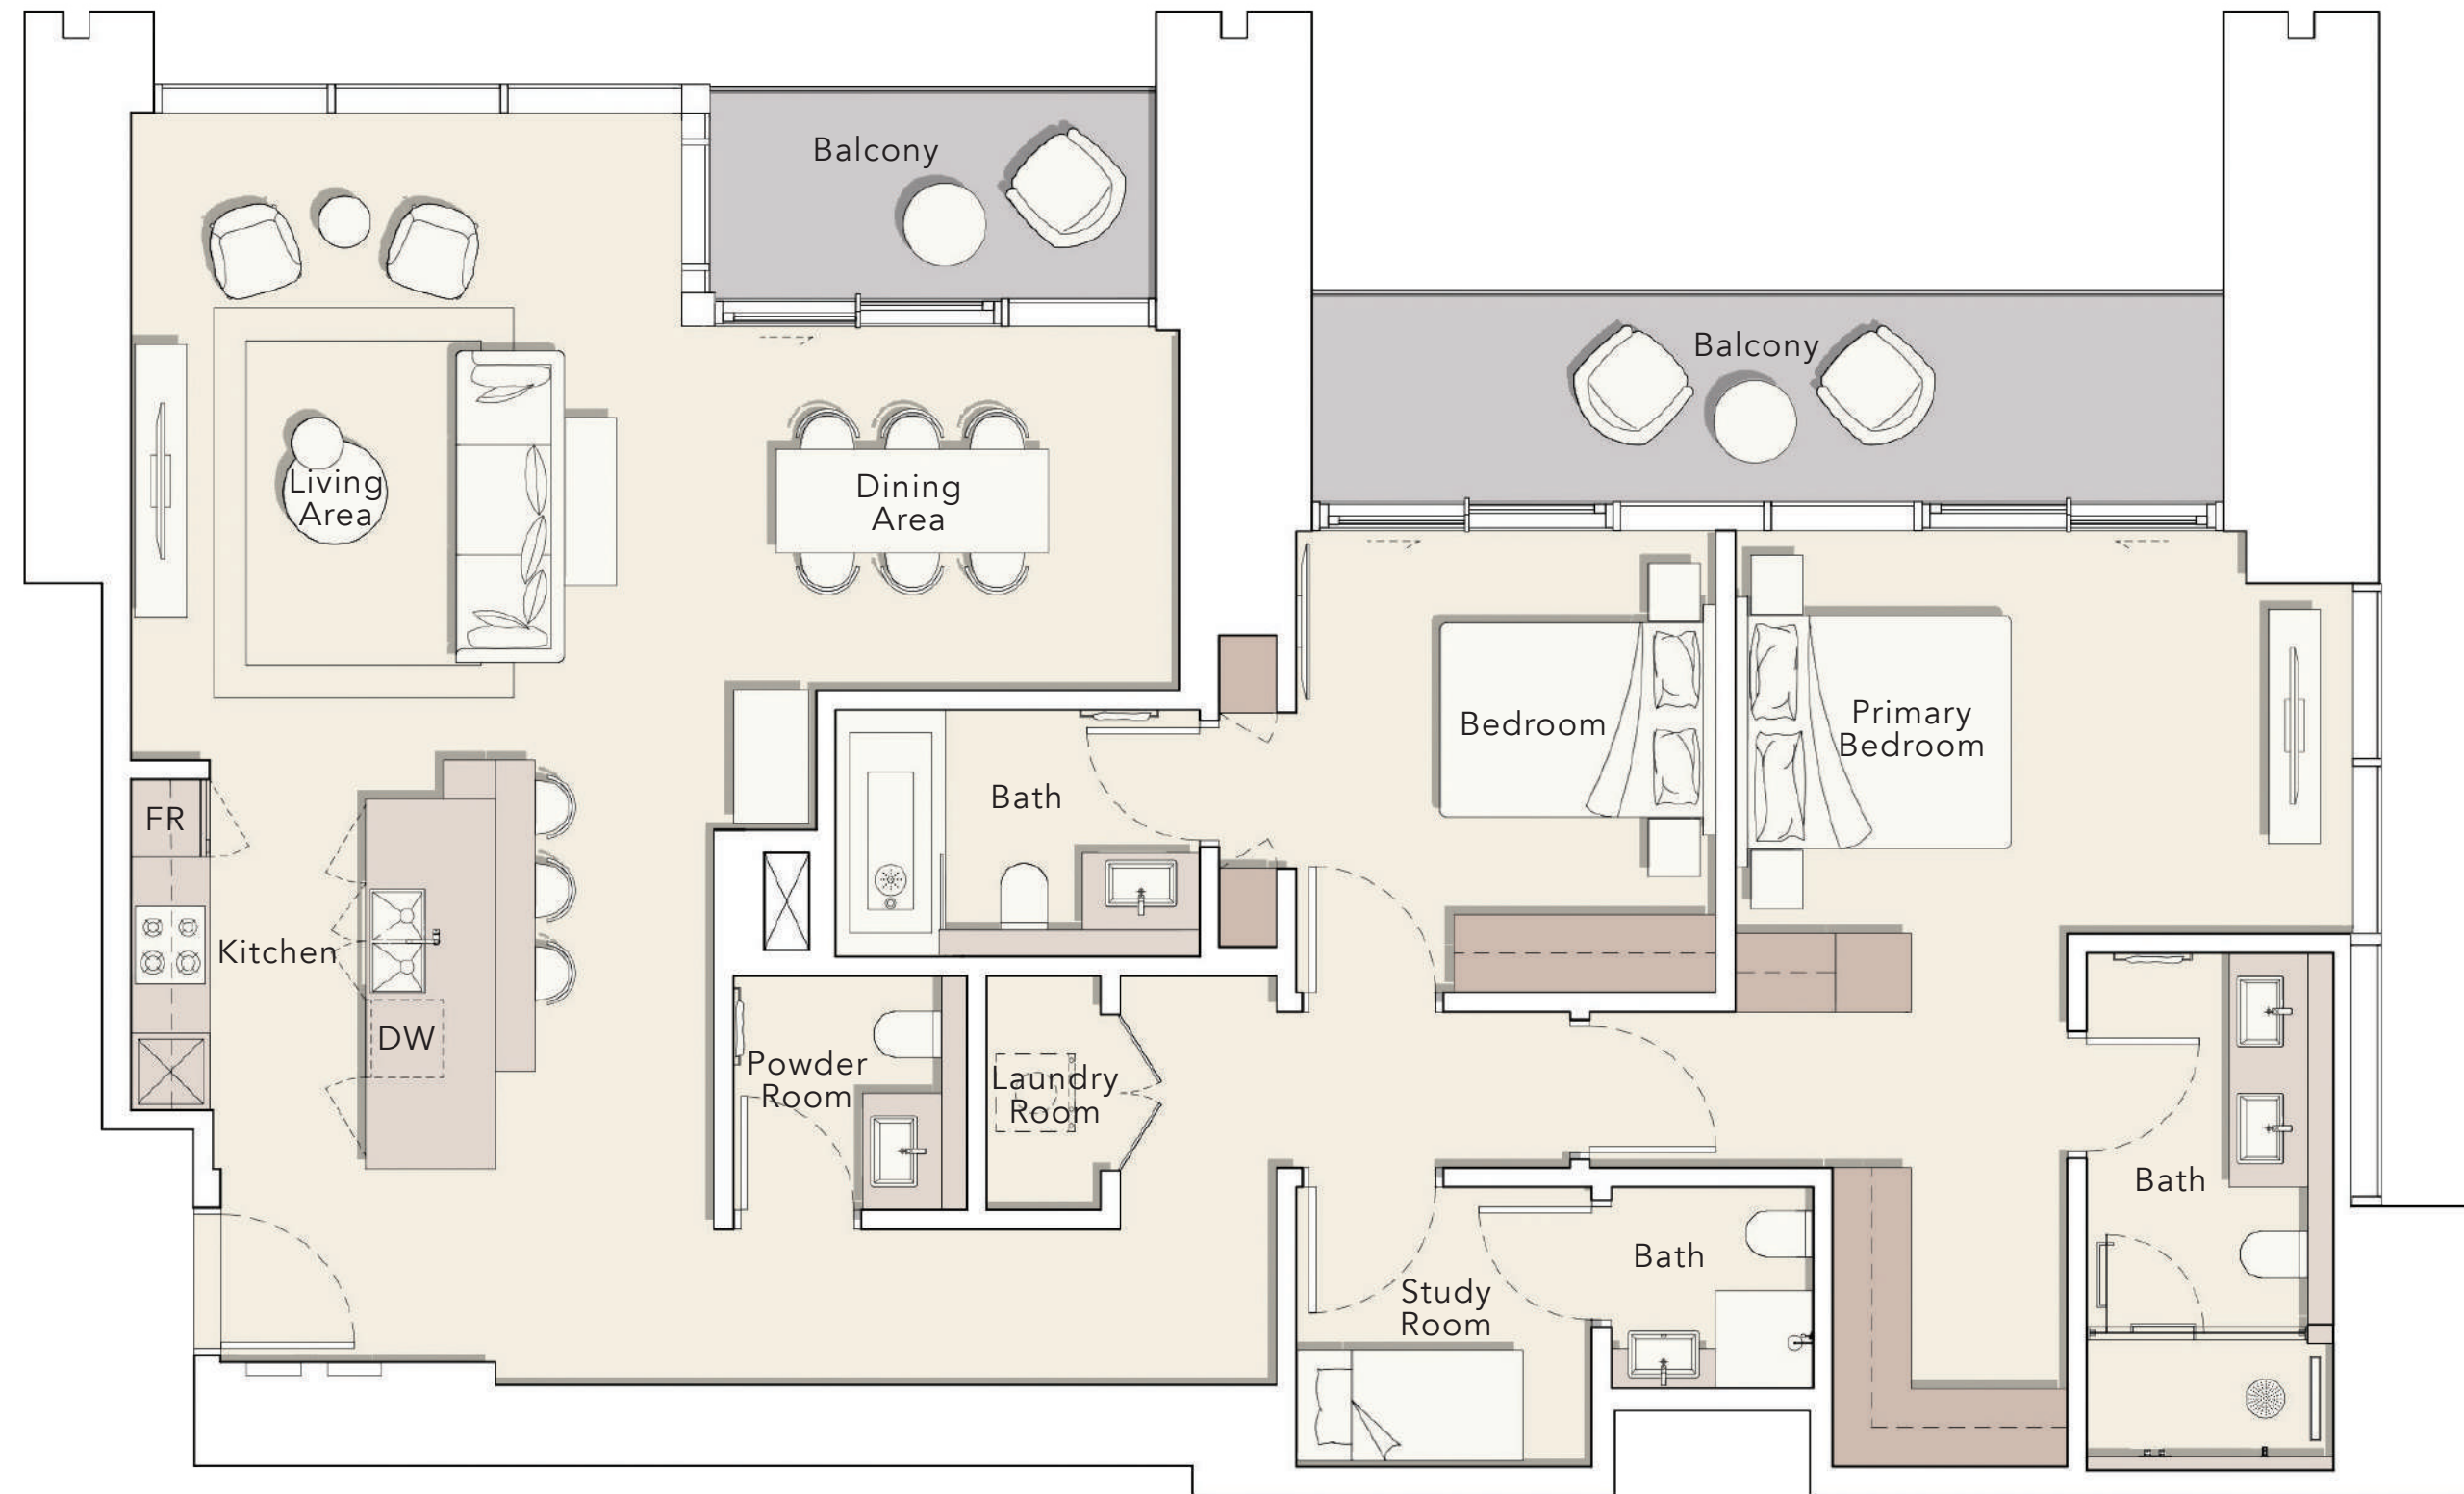 Balcony
Balcony
Living
Area
Dining
Area
Bedroom
Primary
Bedroom
Bath
FR
Kitchen
DW
Powder
Room
Laundry
Room
Bath
Bath
Study
Room